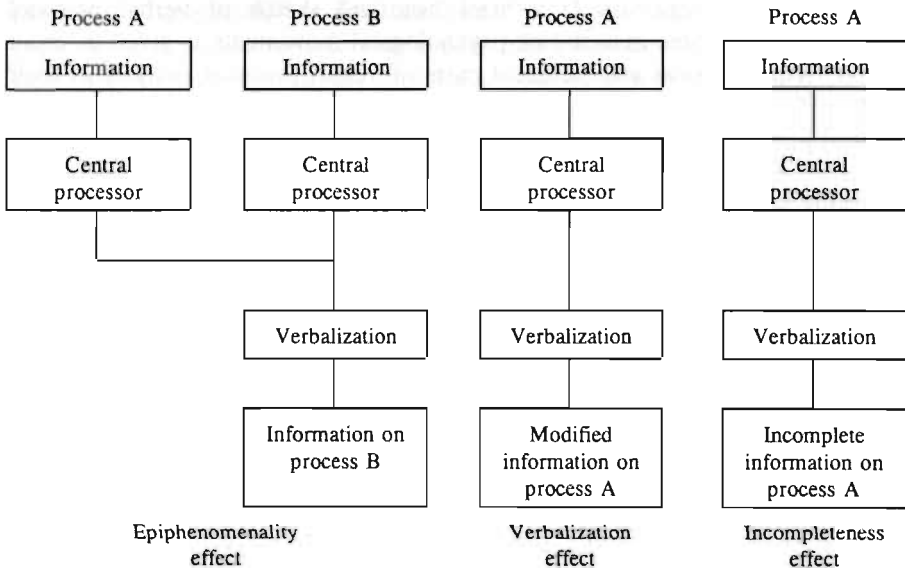 Process A
Process B
Process A
Process A
Information
Information
Information
Information
Central
processor
Central
processor
Central
processor
Central
processor
Verbalization
Verbalization
Verbalization
Information on
process B
Modified
information on
process A
Incomplete
information on
process A
Epiphenomenality
effect
Verbalization
effect
Incompleteness
effect